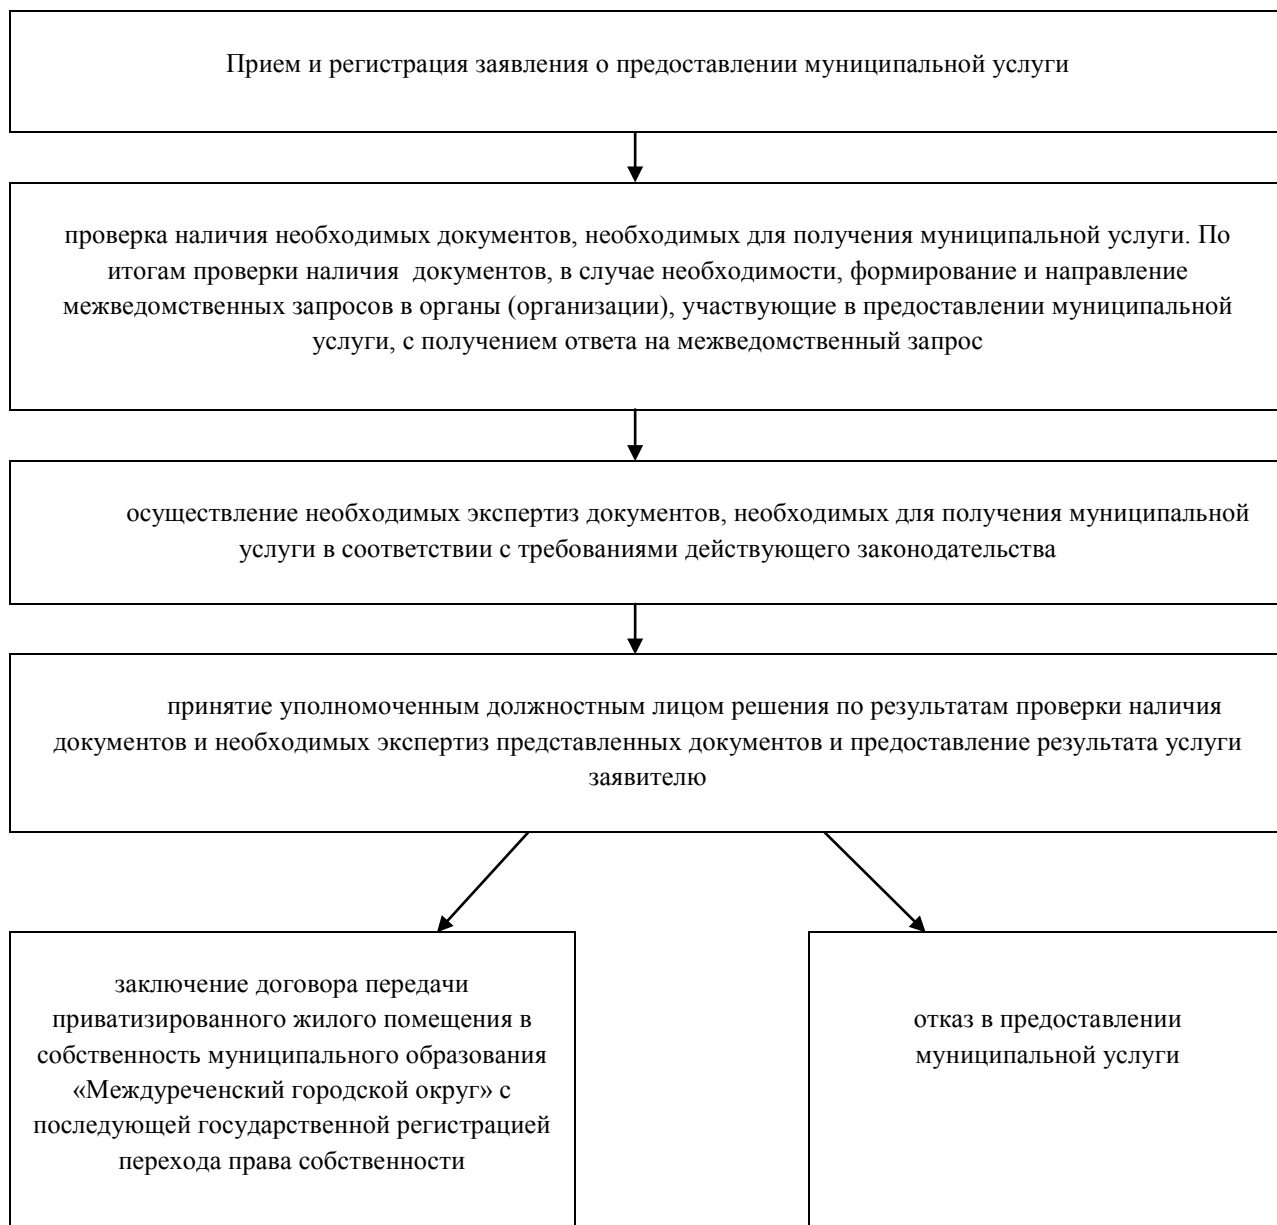 Прием и регистрация заявления о предоставлении муниципальной услуги
проверка наличия необходимых документов, необходимых для получения муниципальной услуги. По
итогам проверки наличия документов, в случае необходимости, формирование и направление
межведомственных запросов в органы (организации), участвующие в предоставлении муниципальной
услуги, с получением ответа на межведомственный запрос
осуществление необходимых экспертиз документов, необходимых для получения муниципальной
услуги в соответствии с требованиями действующего законодательства
принятие уполномоченным должностным лицом решения по результатам проверки наличия
документов и необходимых экспертиз представленных документов и предоставление результата услуги
заявителю
заключение договора передачи
приватизированного жилого помещения в
собственность муниципального образования
«Междуреченский городской округ» с
последующей государственной регистрацией
перехода права собственности
отказ в предоставлении
муниципальной услуги